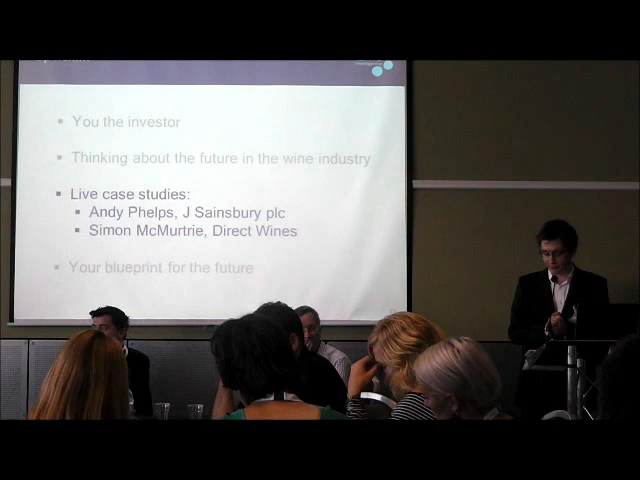 You the investor
Thinking about the future in the wine industry
Live case studies:
Andy Phelps, J Sainsbury plc
Simon McMurtrie, Direct Wines
Your blueprint for the future